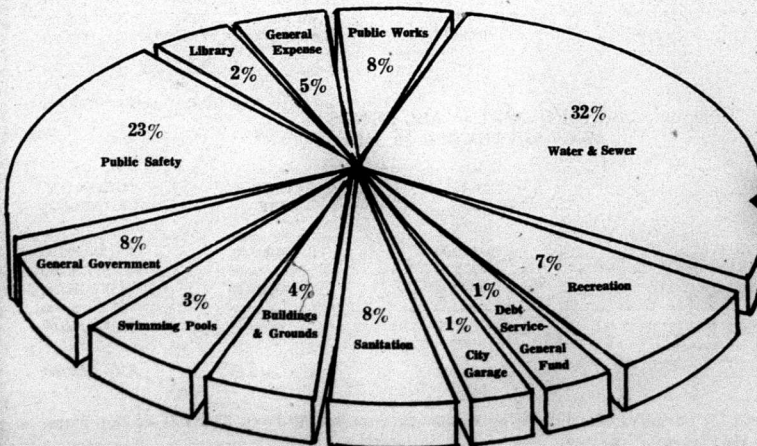 Public Works
8%
32%
Water & Sewer
7%
Recreation
1%
Debt
Service-
General
Fund
1%
City
Garage
8%
Sanitation
4%
Buildings
& Grounds
3%
Swimming Pools
8%
General Government
23%
Public Safety
Library
2%
General
Expense
5%